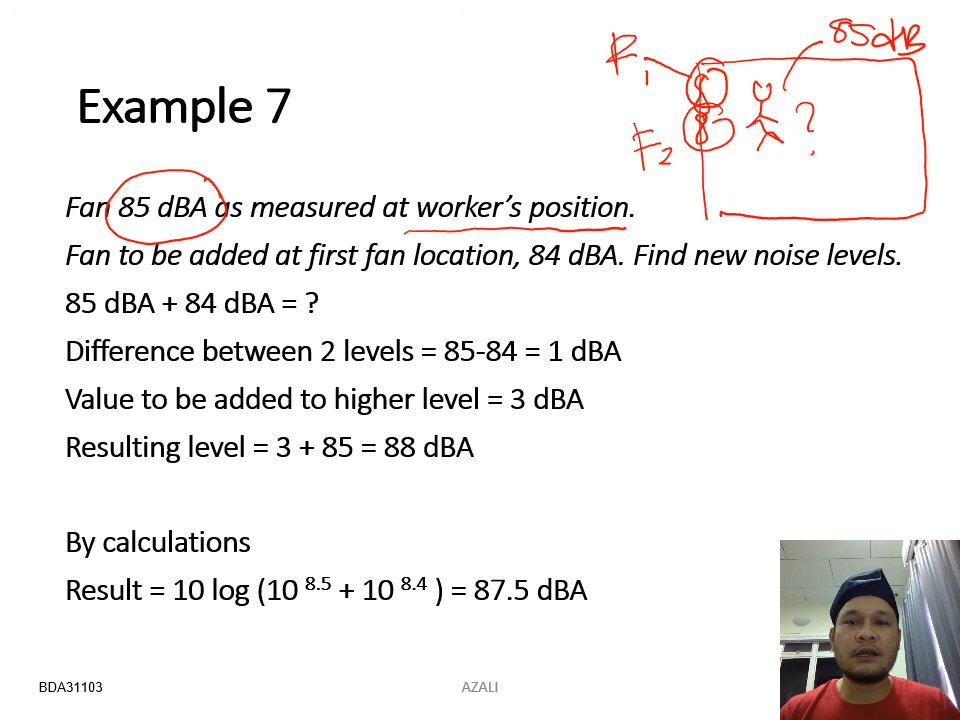 Example 7
F1
85 dB
F2
?
Fan 85 dBA as measured at worker’s position.
Fan to be added at first fan location, 84 dBA. Find new noise levels.
85 dBA + 84 dBA = ?
Difference between 2 levels = 85-84 = 1 dBA
Value to be added to higher level = 3 dBA
Resulting level = 3 + 85 = 88 dBA
By calculations
Result = 10 log (10 8.5 + 10 8.4 ) = 87.5 dBA
BDA31103
AZALI